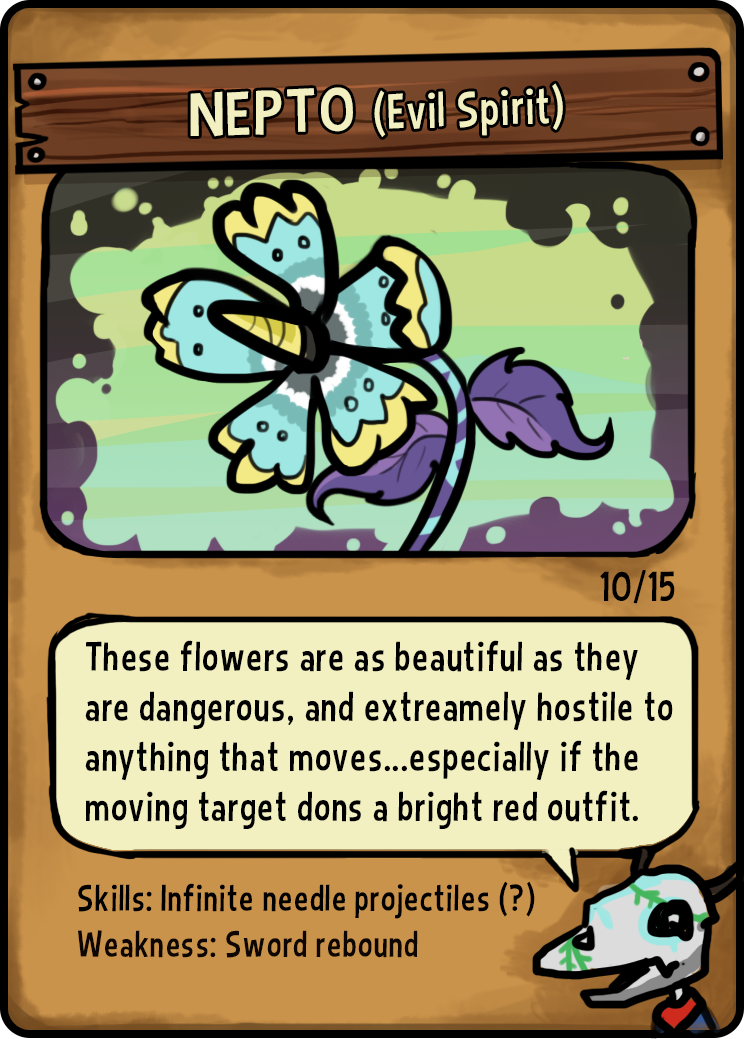 NEPTO (Evil Spirit)
10/15
These flowers are as beautiful as they
are dangerous, and extreamely hostile to
anything that moves...especially if the
moving target dons a bright red outfit.
Skills: Infinite needle projectiles (?)
Weakness: Sword rebound